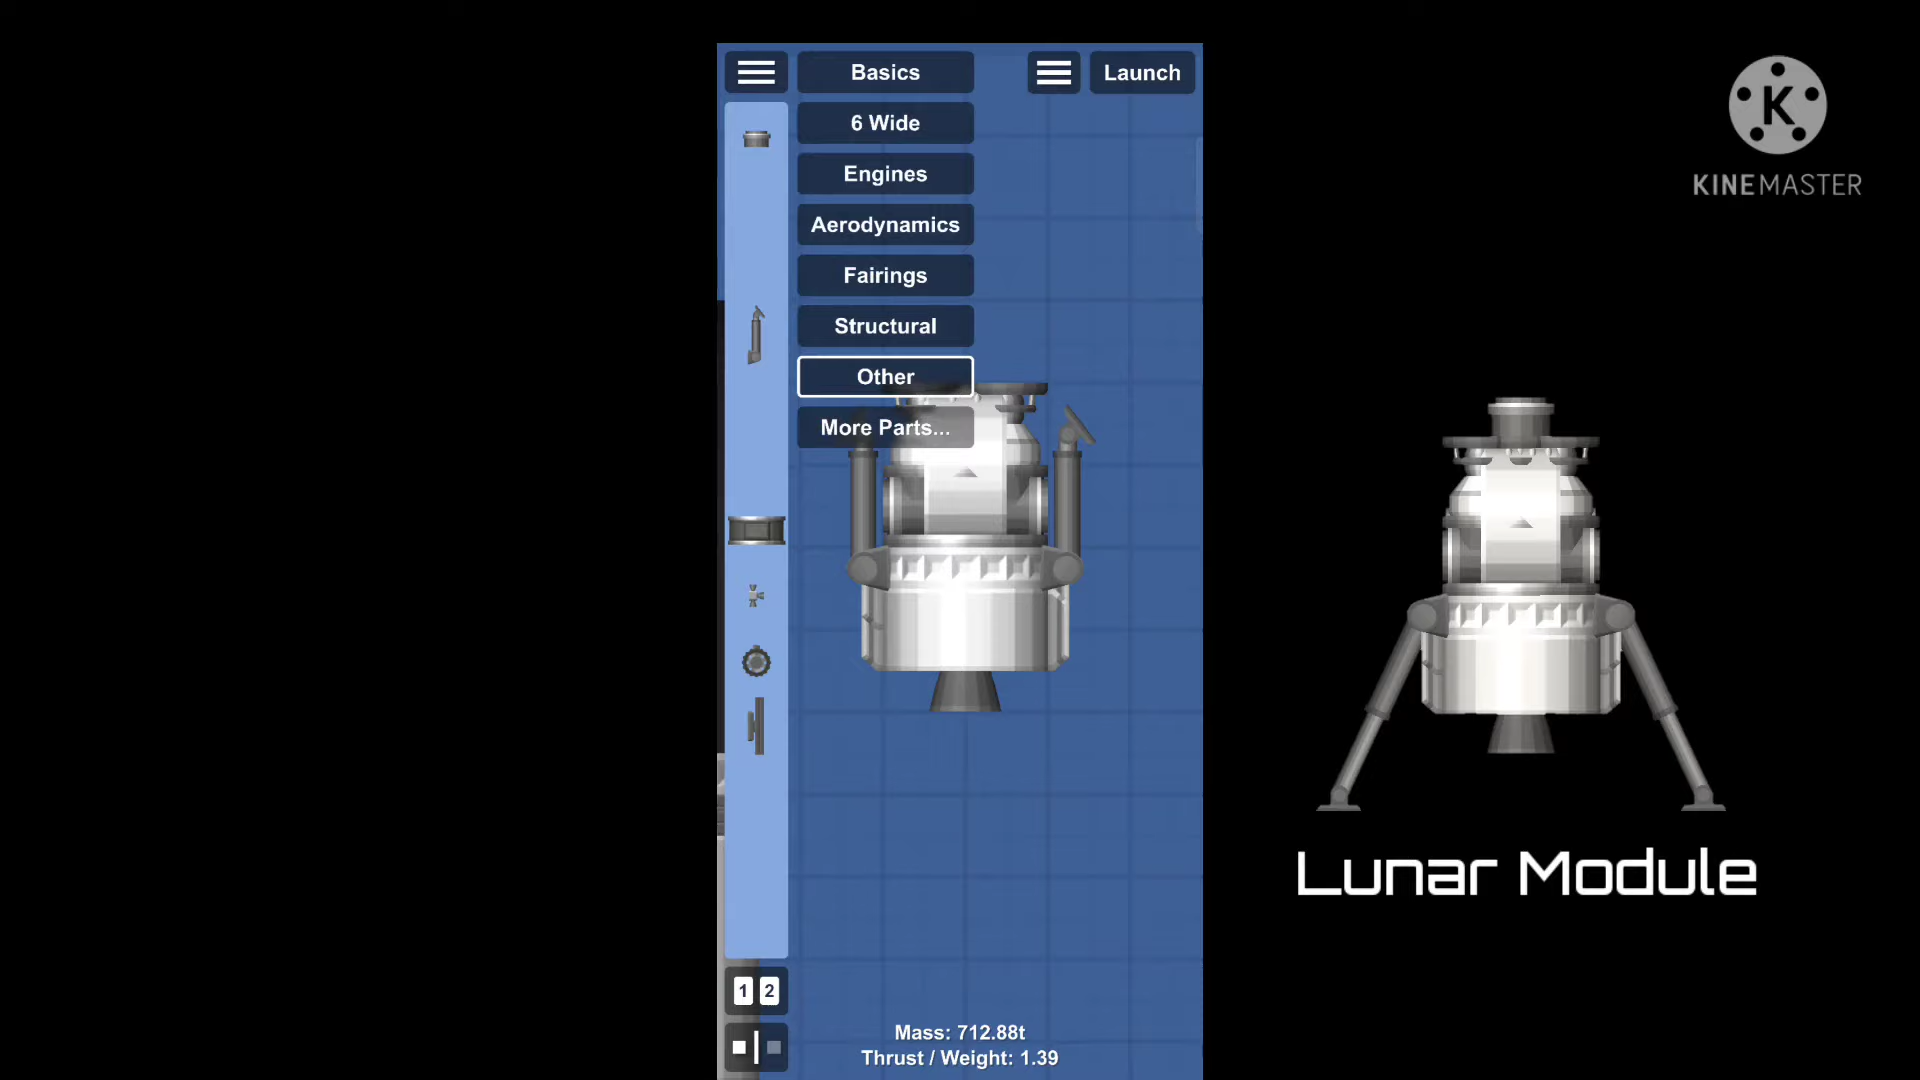 Basics
Launch
6 Wide
Engines
Aerodynamics
Fairings
Structural
Other
More Parts...
1 2
Mass: 712.88t
Thrust / Weight: 1.39
K
KINEMASTER
Lunar Module